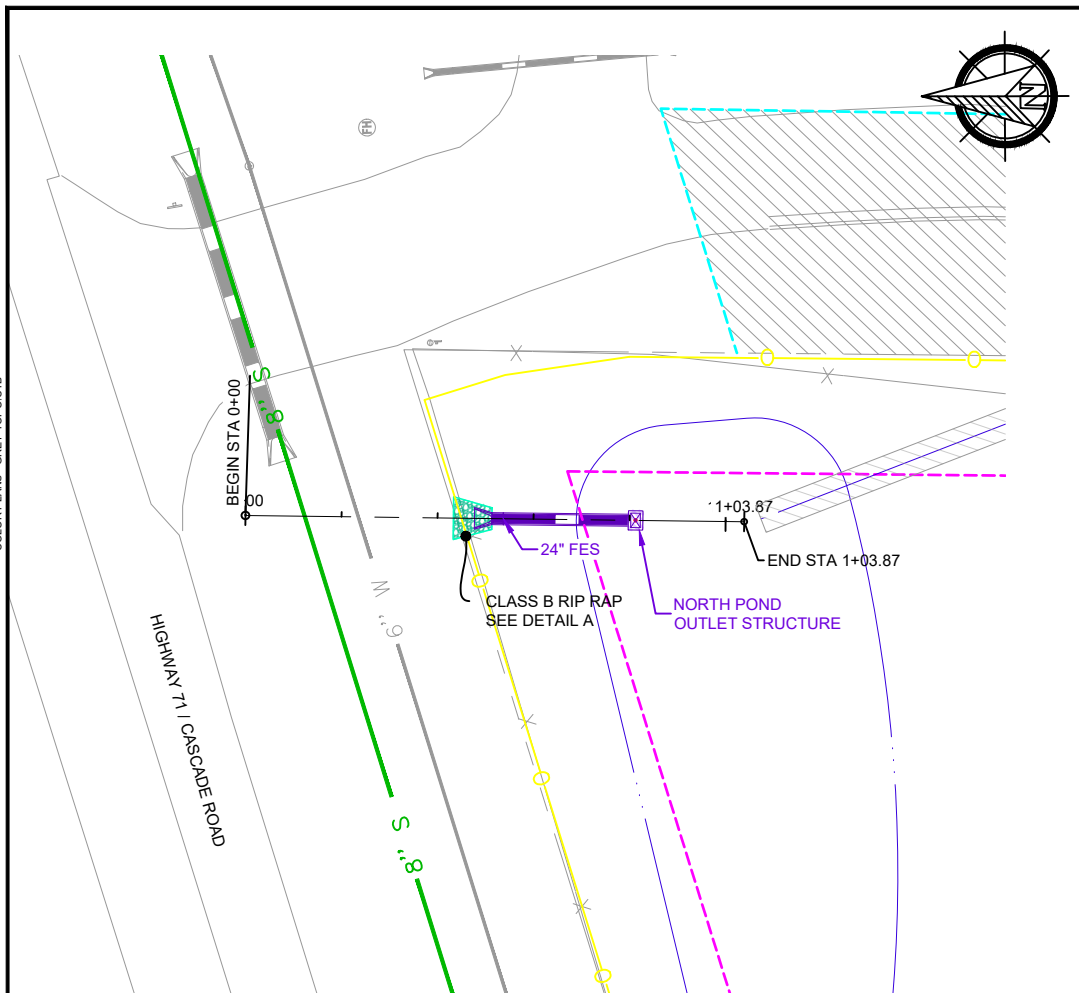 N
FH
S 8"
BEGIN STA 0+00
00
1+03.87
24" FES
END STA 1+03.87
CLASS B RIP RAP
SEE DETAIL A
NORTH POND
OUTLET STRUCTURE
W 6"
HIGHWAY 71 / CASCADE ROAD
S 8"